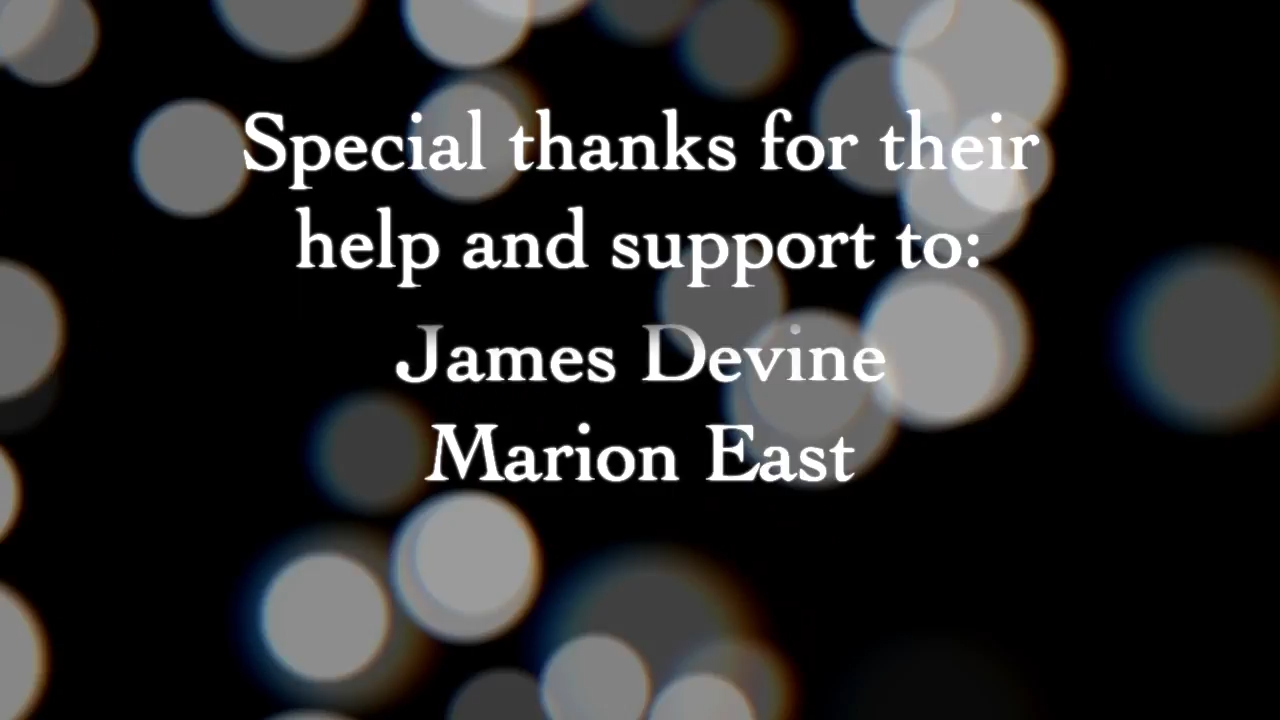 Special thanks for their
help and support to:
James Devine
Marion East